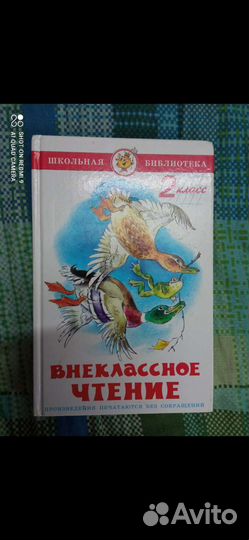 SHOT ON REDMI 9
AI QUAD CAMERA
ШКОЛЬНАЯ БИБЛИОТЕКА
2 класс
ВНЕКЛАССНОЕ
ЧТЕНИЕ
ПРОИЗВЕДЕНИЯ ПЕЧАТАЮТСЯ БЕЗ СОКРАЩЕНИЙ
Avito